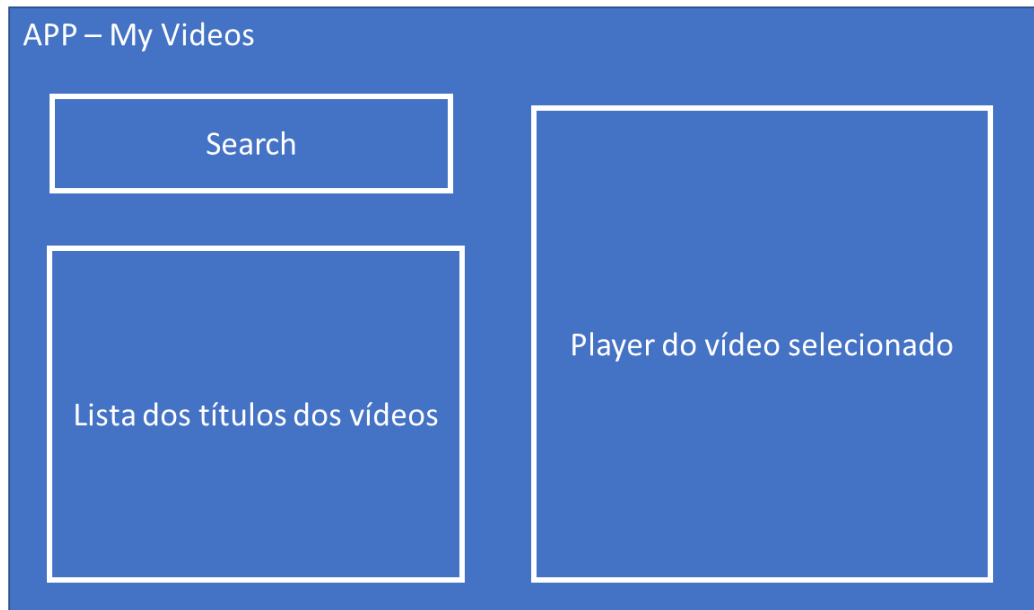 APP – My Videos
Search
Lista dos títulos dos vídeos
Player do vídeo selecionado